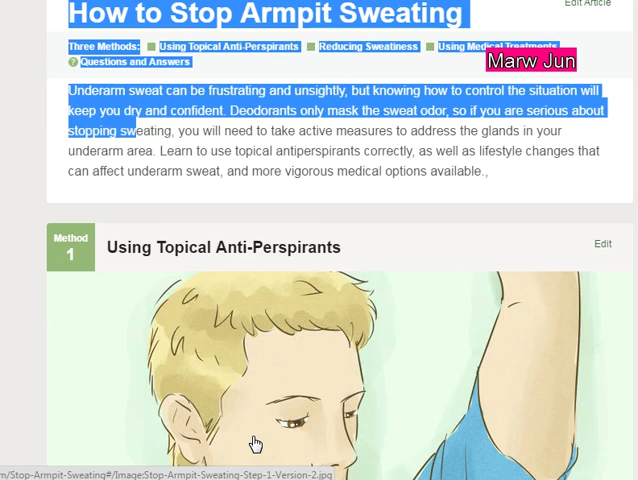 How to Stop Armpit Sweating
Edit Article
Three Methods: Using Topical Anti-Perspirants Reducing Sweatiness Using Medical Treatments
Marw Jun
? Questions and Answers
Underarm sweat can be frustrating and unsightly, but knowing how to control the situation will
keep you dry and confident. Deodorants only mask the sweat odor, so if you are serious about
stopping sweating, you will need to take active measures to address the glands in your
underarm area. Learn to use topical antiperspirants correctly, as well as lifestyle changes that
can affect underarm sweat, and more vigorous medical options available.,
Method
1
Using Topical Anti-Perspirants
Edit
m/Stop-Armpit-Sweating#/Image:Stop-Armpit-Sweating-Step-1-Version-2.jpg